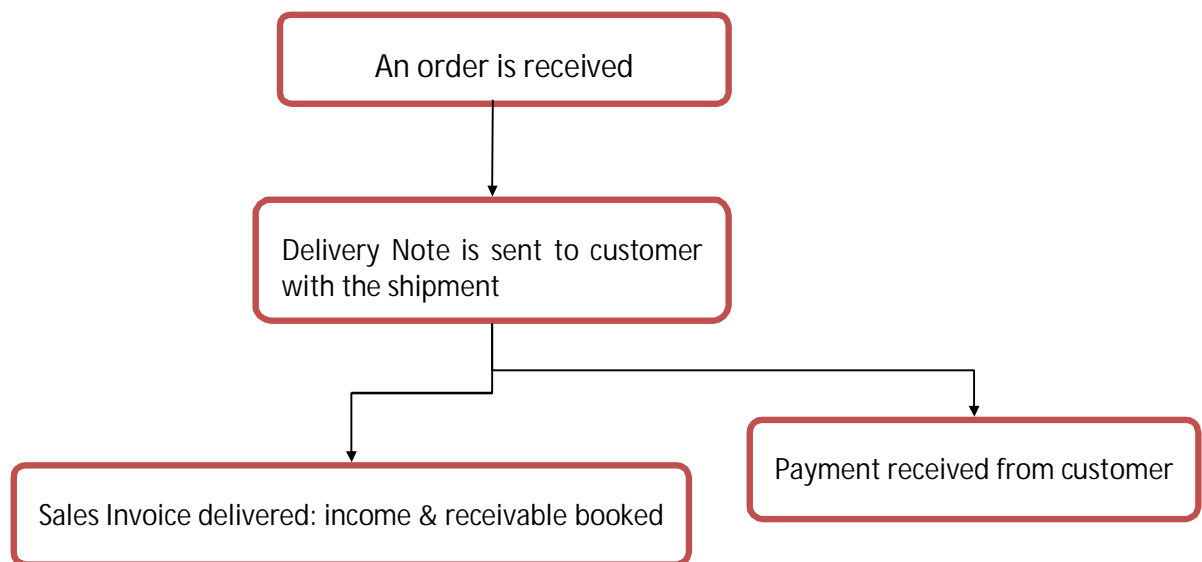 An order is received
Delivery Note is sent to customer
with the shipment
Payment received from customer
Sales Invoice delivered: income & receivable booked